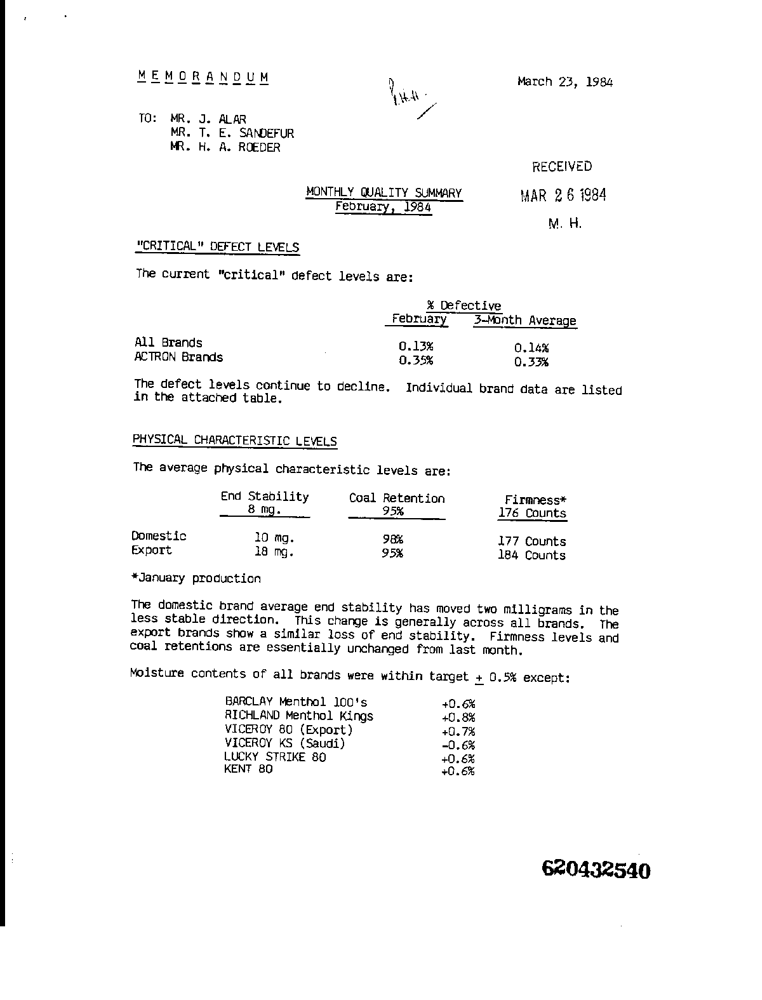 MEMORANDUM
March 23, 1984
TO: MR. J. ALAR
MR. T. E. SANDEFUR
MR. H. A. ROEDER
RECEIVED
MAR 26 1984
M. H.
MONTHLY QUALITY SUMMARY
February, 1984
"CRITICAL" DEFECT LEVELS
The current "critical" defect levels are:
% Defective
February 3-Month Average
All Brands 0.13% 0.14%
ACTRON Brands 0.35% 0.33%
The defect levels continue to decline. Individual brand data are listed
in the attached table.
PHYSICAL CHARACTERISTIC LEVELS
The average physical characteristic levels are:
End Stability Coal Retention Firmness*
8 mg. 95% 176 Counts
Domestic 10 mg. 98% 177 Counts
Export 18 mg. 95% 184 Counts
*January production
The domestic brand average end stability has moved two milligrams in the
less stable direction. This change is generally across all brands. The
export brands show a similar loss of end stability. Firmness levels and
coal retentions are essentially unchanged from last month.
Moisture contents of all brands were within target ± 0.5% except:
BARCLAY Menthol 100's +0.6%
RICHLAND Menthol Kings +0.8%
VICEROY 80 (Export) +0.7%
VICEROY KS (Saudi) -0.6%
LUCKY STRIKE 80 +0.6%
KENT 80 +0.6%
620432540